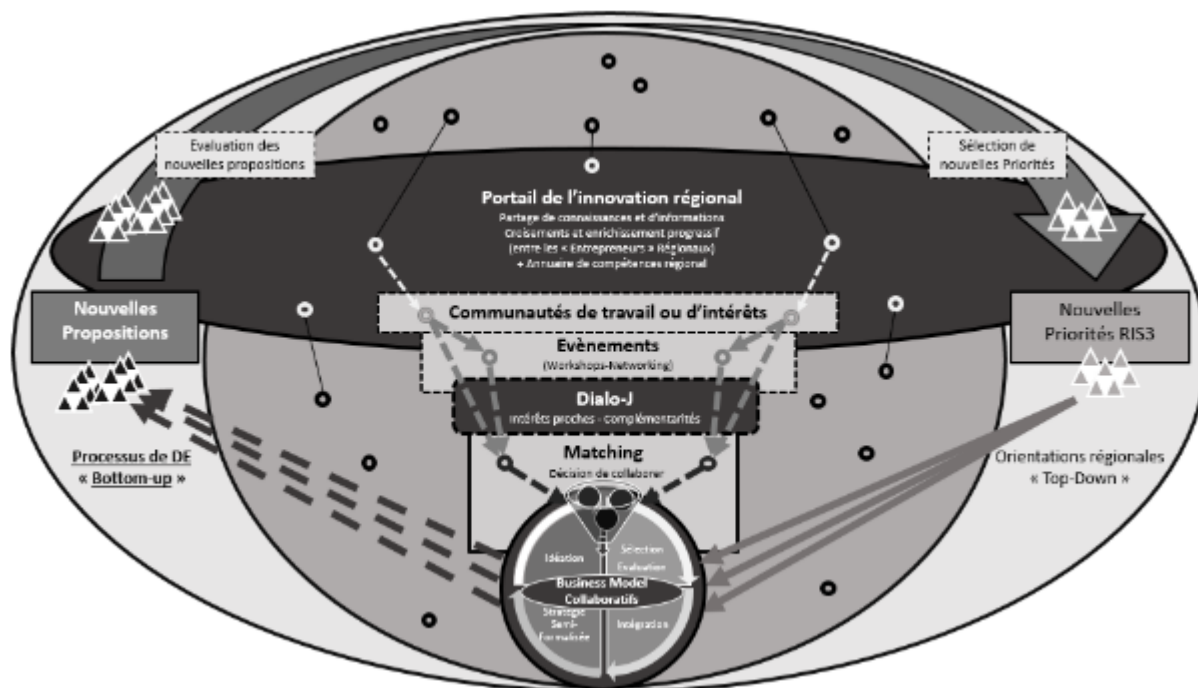 Evaluation des
nouvelles propositions
Sélection de
nouvelles Priorités
Portail de l'innovation régional
Partage de connaissances et d'informations
Croisements et enrichissement progressif
(entre les « Entrepreneurs » Régionaux)
+ Annuaire de compétences régional
Nouvelles
Propositions
Communautés de travail ou d'intérêts
Nouvelles
Priorités RIS3
Evènements
(Workshops-Networking)
Dialo-J
Intérêts proches - complémentarités
Processus de DE
« Bottom-up »
Matching
Décision de collaborer
Orientations régionales
« Top-Down »
Idéation
Sélection
Evaluation
Business Model
Collaboratifs
Stratégie
Semi-
Formalisée
Intégration